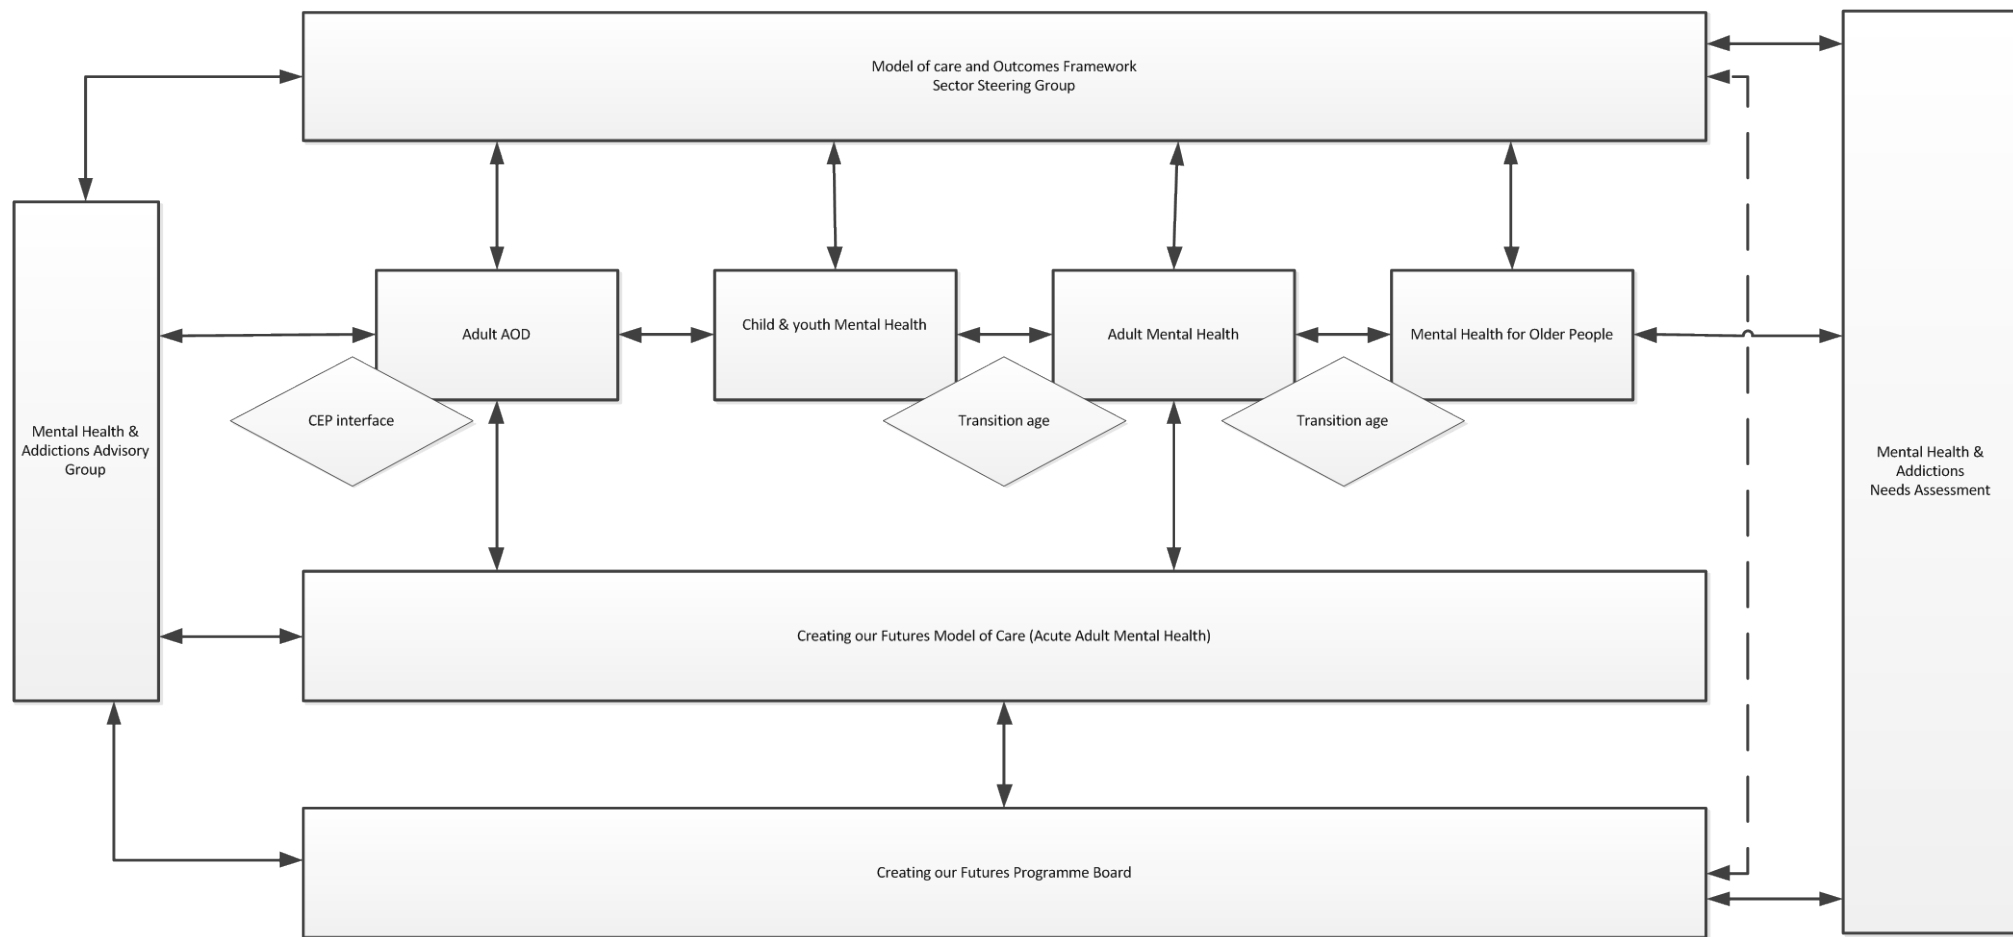 Model of care and Outcomes Framework
Sector Steering Group
Adult AOD
Child & youth Mental Health
Adult Mental Health
Mental Health for Older People
CEP interface
Transition age
Transition age
Mental Health &
Addictions Advisory
Group
Mental Health &
Addictions
Needs Assessment
Creating our Futures Model of Care (Acute Adult Mental Health)
Creating our Futures Programme Board